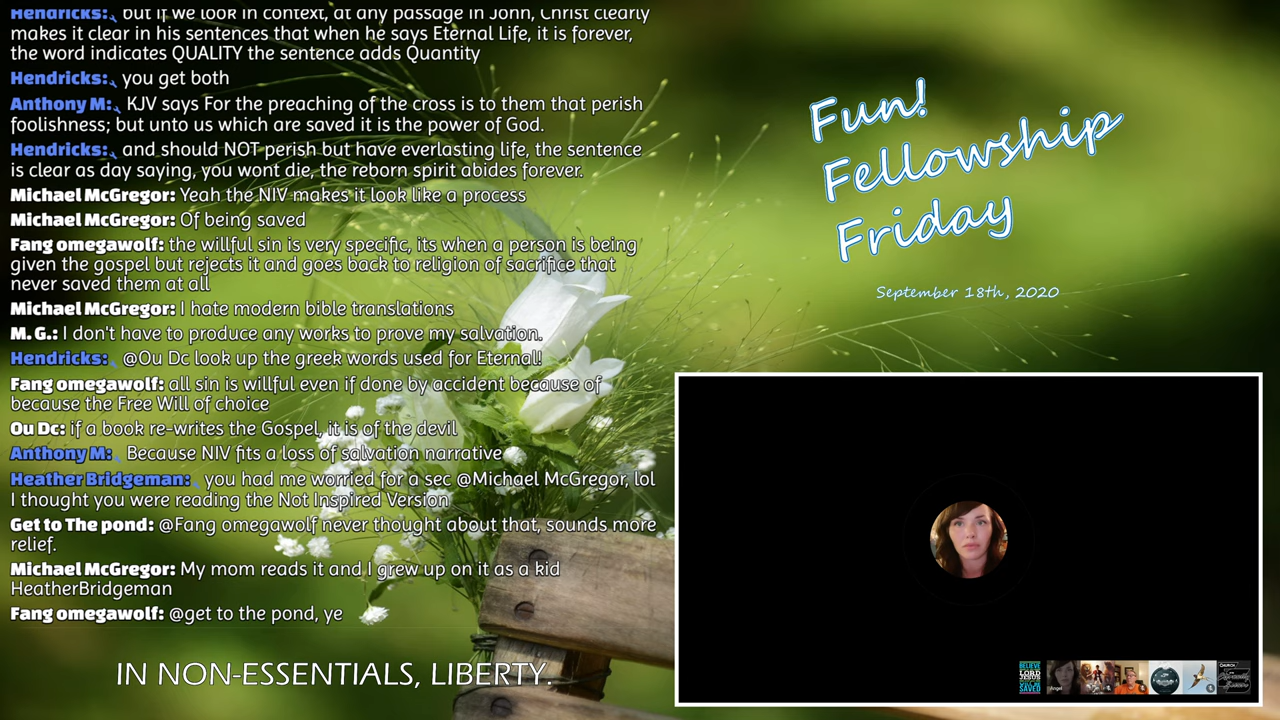 Hendricks: but if we look in context, at any passage in John, Christ clearly
makes it clear in his sentences that when he says Eternal Life, it is forever,
the word indicates QUALITY the sentence adds Quantity
Hendricks: you get both
Anthony M: KJV says For the preaching of the cross is to them that perish
foolishness; but unto us which are saved it is the power of God.
Hendricks: and should NOT perish but have everlasting life, the sentence
is clear as day saying, you wont die, the reborn spirit abides forever.
Michael McGregor: Yeah the NIV makes it look like a process
Michael McGregor: Of being saved
Fang omegawolf: the willful sin is very specific, its when a person is being
given the gospel but rejects it and goes back to religion of sacrifice that
never saved them at all
Michael McGregor: I hate modern bible translations
M. G.: I don't have to produce any works to prove my salvation.
Hendricks: @Ou Dc look up the greek words used for Eternal!
Fang omegawolf: all sin is willful even if done by accident because of
because the Free Will of choice
Ou Dc: if a book re-writes the Gospel, it is of the devil
Anthony M: Because NIV fits a loss of salvation narrative
Heather Bridgeman: you had me worried for a sec @Michael McGregor, lol
I thought you were reading the Not Inspired Version
Get to The pond: @Fang omegawolf never thought about that, sounds more
relief.
Michael McGregor: My mom reads it and I grew up on it as a kid
HeatherBridgeman
Fang omegawolf: @get to the pond, ye
IN NON-ESSENTIALS, LIBERTY.
Fun!
Fellowship
Friday
September 18th, 2020
BELIEVE
LORD
JESUS
WILL BE
SAVED
Angel
CHURCH